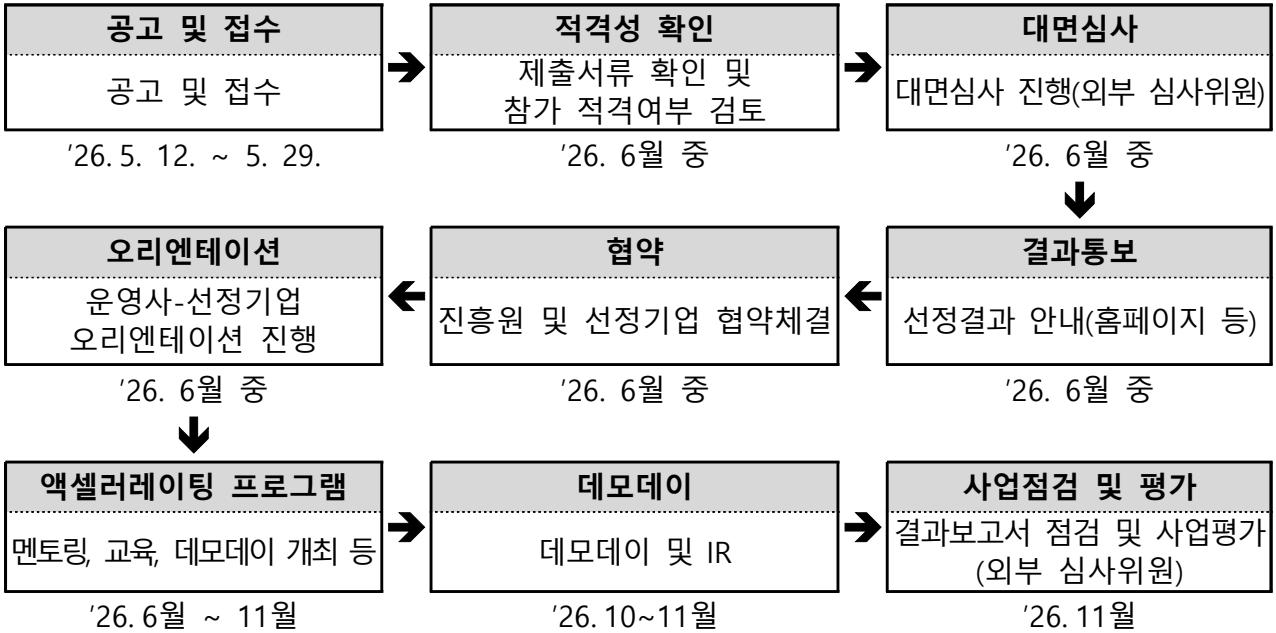 공고 및 접수
공고 및 접수
'26. 5. 12. ~ 5. 29.
적격성 확인
제출서류 확인 및
참가 적격여부 검토
'26. 6월 중
대면심사
대면심사 진행(외부 심사위원)
'26. 6월 중
결과통보
선정결과 안내(홈페이지 등)
'26. 6월 중
협약
진흥원 및 선정기업 협약체결
'26. 6월 중
오리엔테이션
운영사-선정기업
오리엔테이션 진행
'26. 6월 중
액셀러레이팅 프로그램
멘토링, 교육, 데모데이 개최 등
'26. 6월 ~ 11월
데모데이
데모데이 및 IR
'26. 10~11월
사업점검 및 평가
결과보고서 점검 및 사업평가
(외부 심사위원)
'26. 11월